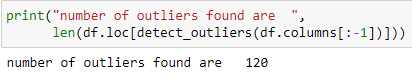 print("number of outliers found are  ",
      len(df.loc[detect_outliers(df.columns[:-1])]))
number of outliers found are   120